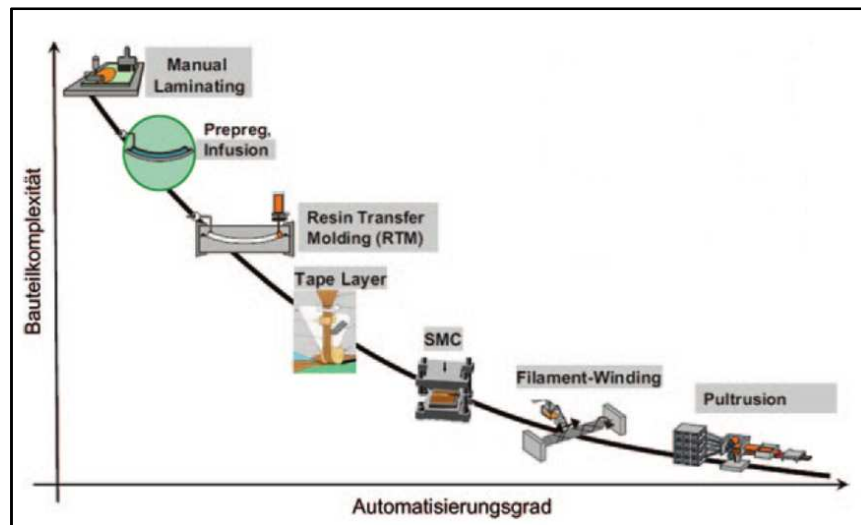 Manual
Laminating
Prepreg,
Infusion
Resin Transfer
Molding (RTM)
Tape Layer
SMC
Filament-Winding
Pultrusion
Bauteilkomplexität
Automatisierungsgrad